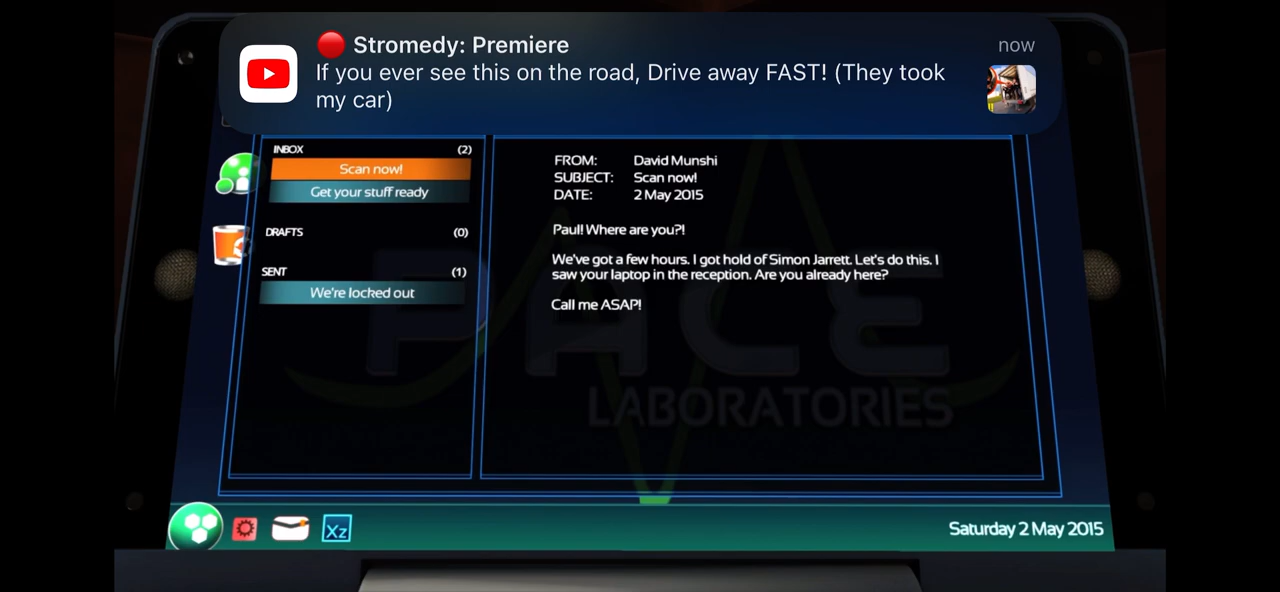 Stromedy: Premiere
now
If you ever see this on the road, Drive away FAST! (They took
my car)
INBOX (2)
Scan now!
Get your stuff ready
DRAFTS (0)
SENT (1)
We're locked out
FROM: David Munshi
SUBJECT: Scan now!
DATE: 2 May 2015
Paul! Where are you?!
We've got a few hours. I got hold of Simon Jarrett. Let's do this. I
saw your laptop in the reception. Are you already here?
Call me ASAP!
PACE
LABORATORIES
Xz
Saturday 2 May 2015